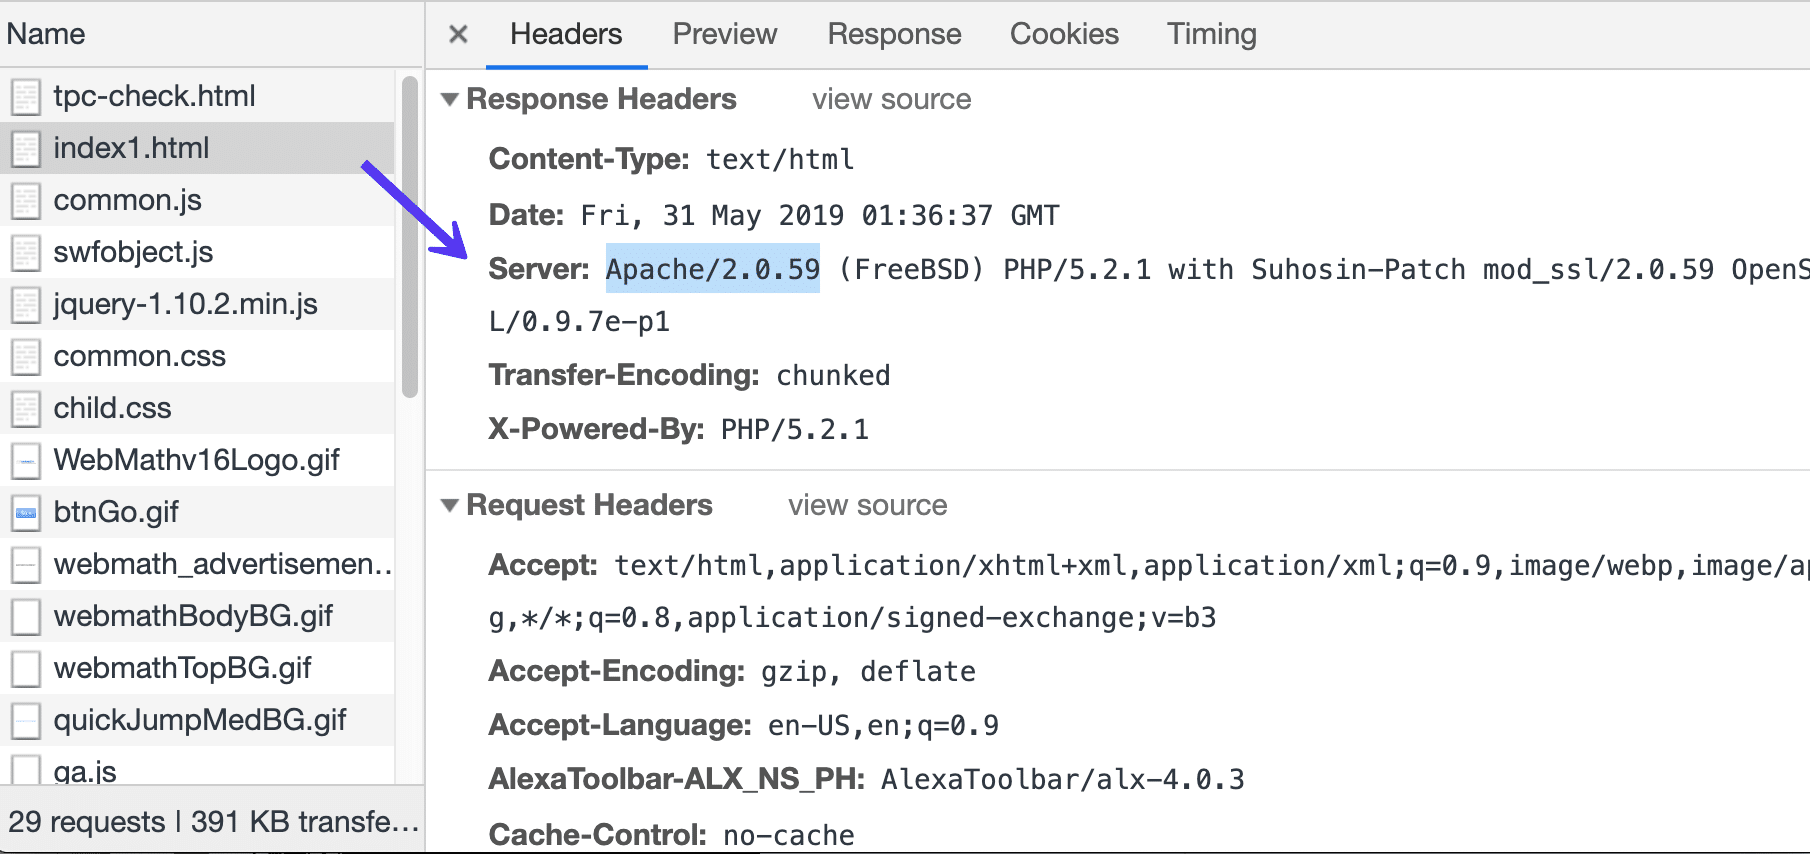 Name
tpc-check.html
index1.html
common.js
swfobject.js
jquery-1.10.2.min.js
common.css
child.css
WebMathv16Logo.gif
btnGo.gif
webmath_advertisemen…
webmathBodyBG.gif
webmathTopBG.gif
quickJumpMedBG.gif
ga.js
29 requests | 391 KB transfe…
× Headers Preview Response Cookies Timing
Response Headers view source
Content-Type: text/html
Date: Fri, 31 May 2019 01:36:37 GMT
Server: Apache/2.0.59 (FreeBSD) PHP/5.2.1 with Suhosin-Patch mod_ssl/2.0.59 OpenS
L/0.9.7e-p1
Transfer-Encoding: chunked
X-Powered-By: PHP/5.2.1
Request Headers view source
Accept: text/html,application/xhtml+xml,application/xml;q=0.9,image/webp,image/ap
g,*/*;q=0.8,application/signed-exchange;v=b3
Accept-Encoding: gzip, deflate
Accept-Language: en-US,en;q=0.9
AlexaToolbar-ALX_NS_PH: AlexaToolbar/alx-4.0.3
Cache-Control: no-cache